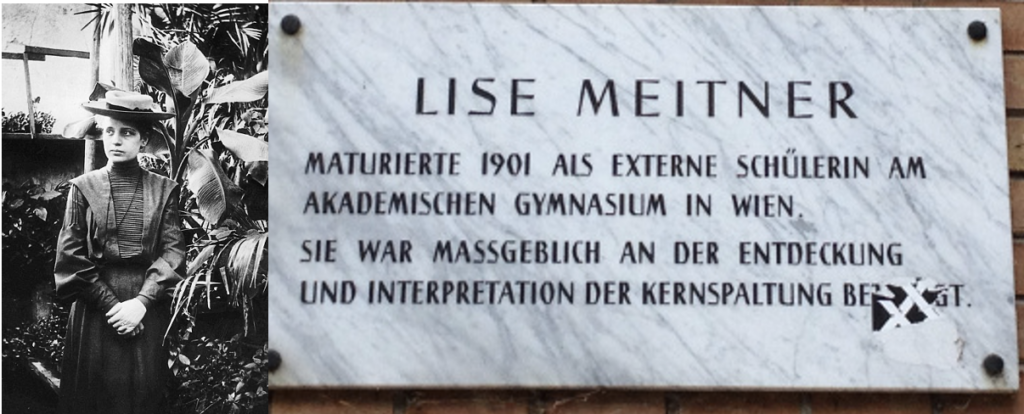 LISE MEITNER
MATURIERTE 1901 ALS EXTERNE SCHÜLERIN AM
AKADEMISCHEN GYMNASIUM IN WIEN.
SIE WAR MASSGEBLICH AN DER ENTDECKUNG
UND INTERPRETATION DER KERNSPALTUNG